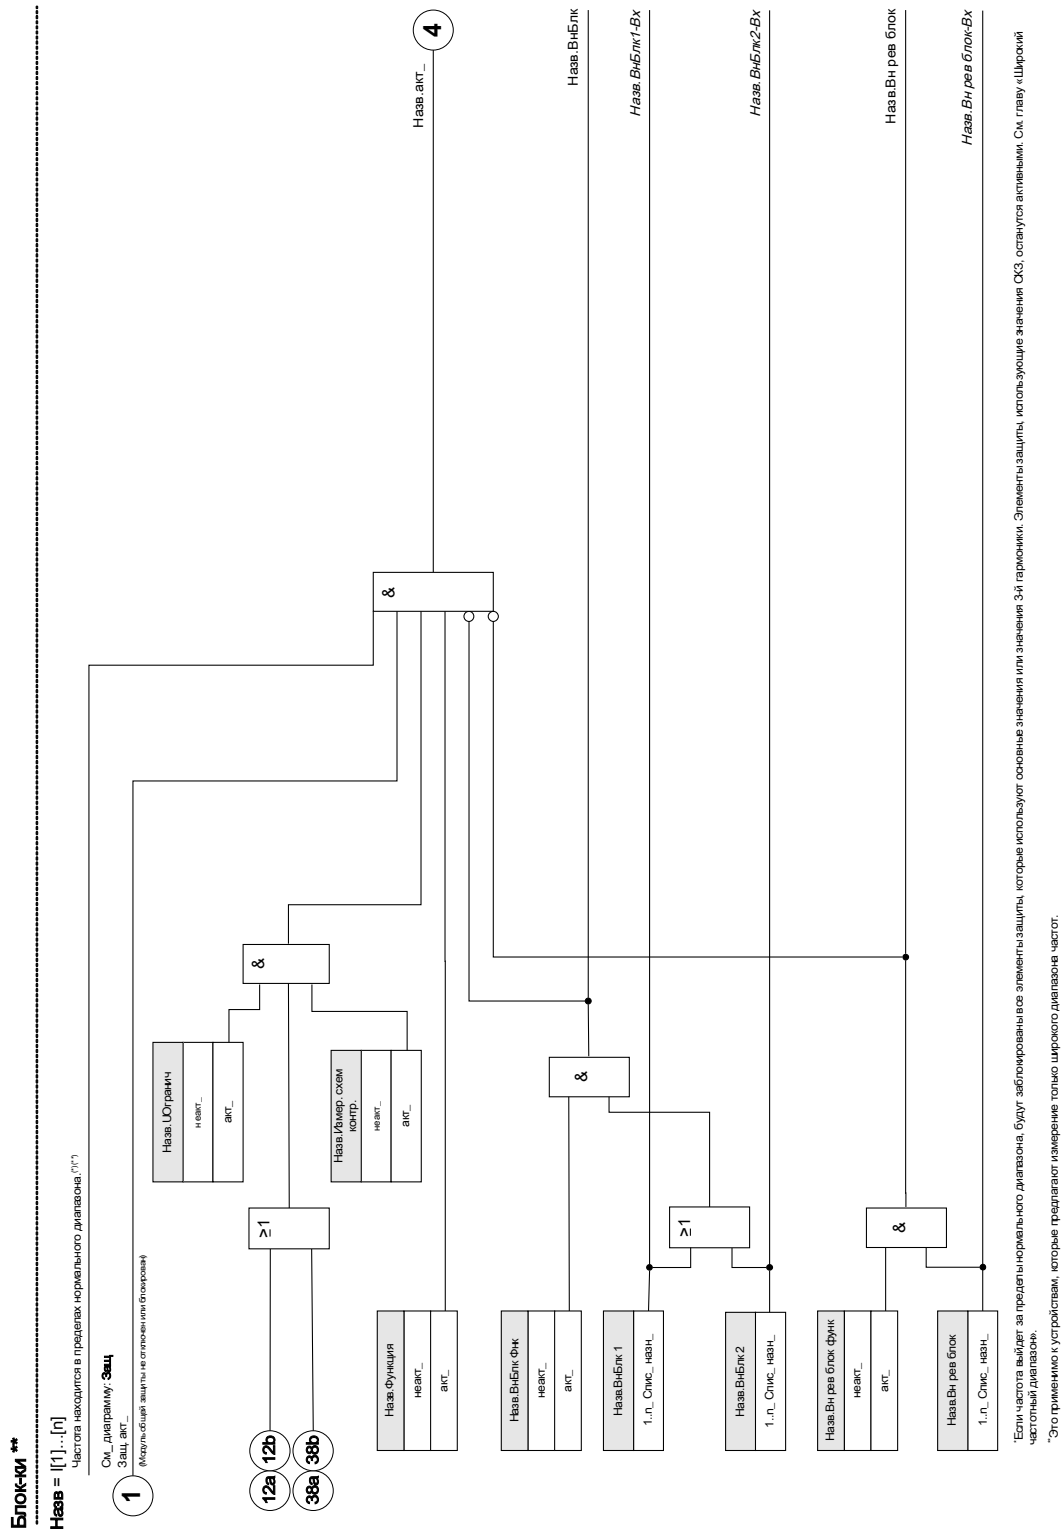 Блок-ки **
Назв = I[1]...[n]
Частота находится в пределах нормального диапазона.(*)(**)
См_ диаграмму: Защ
Защ. акт_
(Модуль общей защиты не отключен или блокирован)
1
12a 12b
38a 38b
≥1
Назв.UОгранич
неакт_
акт_
Назв.Измер. схем
контр.
неакт_
акт_
&
Назв.Функция
неакт_
акт_
&
Назв.акт_
4
Назв.ВнБлк Фнк
неакт_
акт_
&
Назв.ВнБлк
Назв.ВнБлк 1
1..n_ Спис_ назн_
≥1
Назв.ВнБлк1-Вх
Назв.ВнБлк 2
1..n_ Спис_ назн_
Назв.ВнБлк2-Вх
Назв.Вн рев блок функ
неакт_
акт_
&
Назв.Вн рев блок
Назв.Вн рев блок
1..n_ Спис_ назн_
Назв.Вн рев блок-Вх
*Если частота выйдет за пределы нормального диапазона, будут заблокированы все элементы защиты, которые используют основные значения или значения 3-й гармоники. Элементы защиты, использующие значения СКЗ, останутся активными. См. главу «Широкий
частотный диапазон».
**Это применимо к устройствам, которые предлагают измерение только широкого диапазона частот.